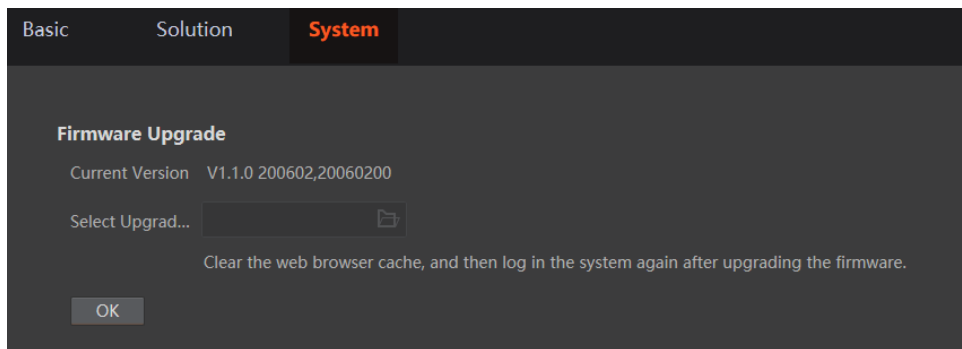 Basic Solution System
Firmware Upgrade
Current Version V1.1.0 200602,20060200
Select Upgrad...
Clear the web browser cache, and then log in the system again after upgrading the firmware.
OK